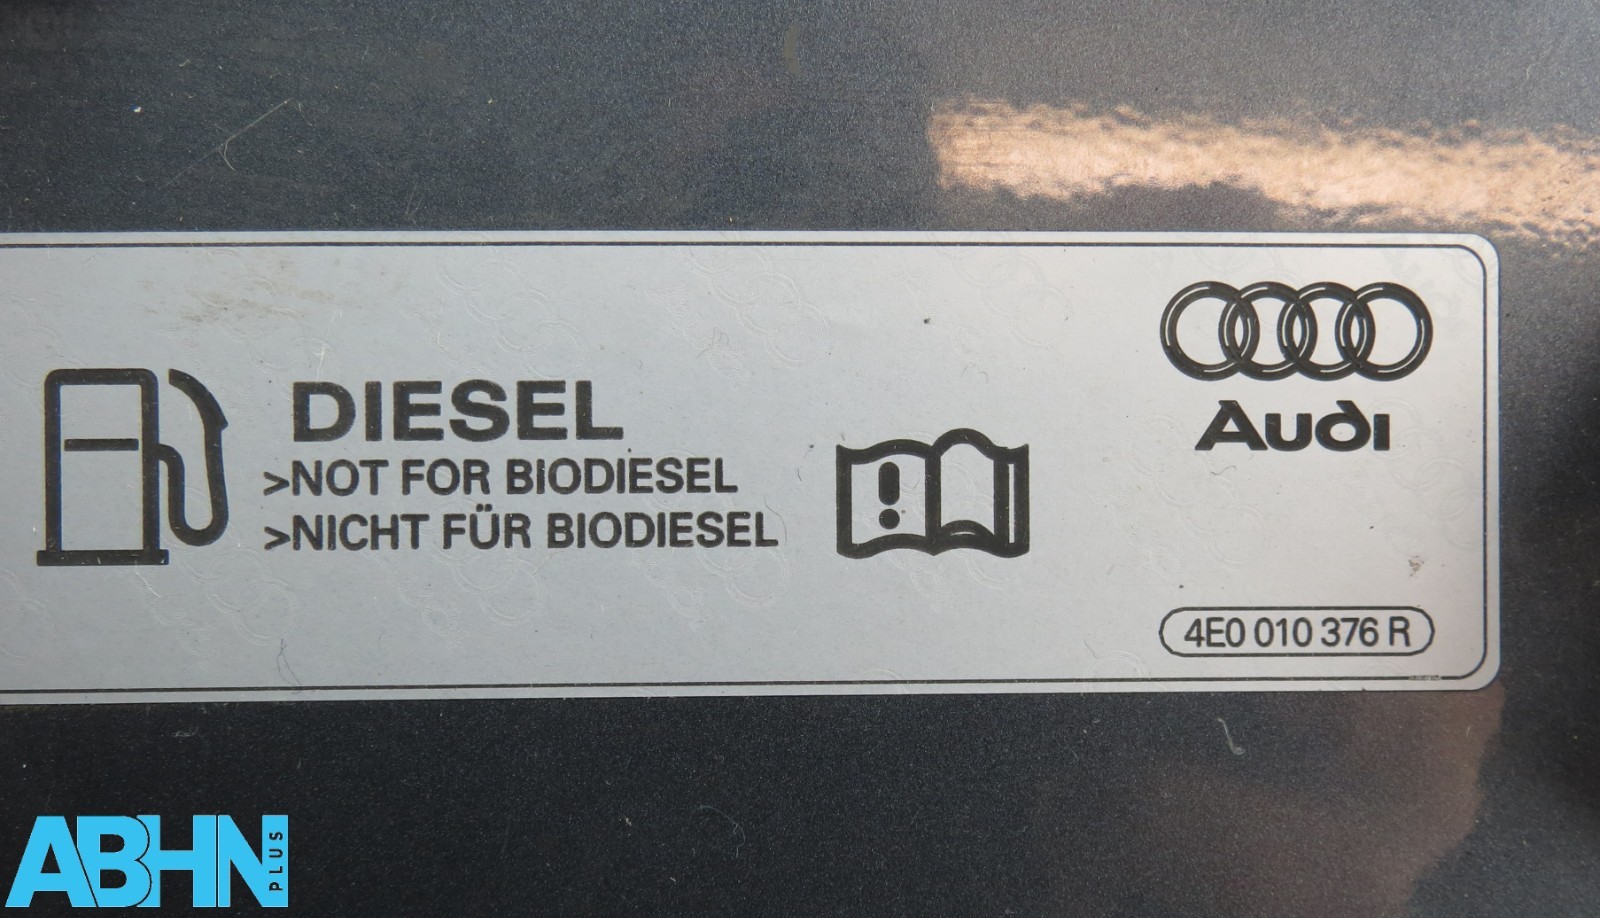 DIESEL
>NOT FOR BIODIESEL
>NICHT FÜR BIODIESEL
Audi
4E0 010 376 R
ABHN PLUS